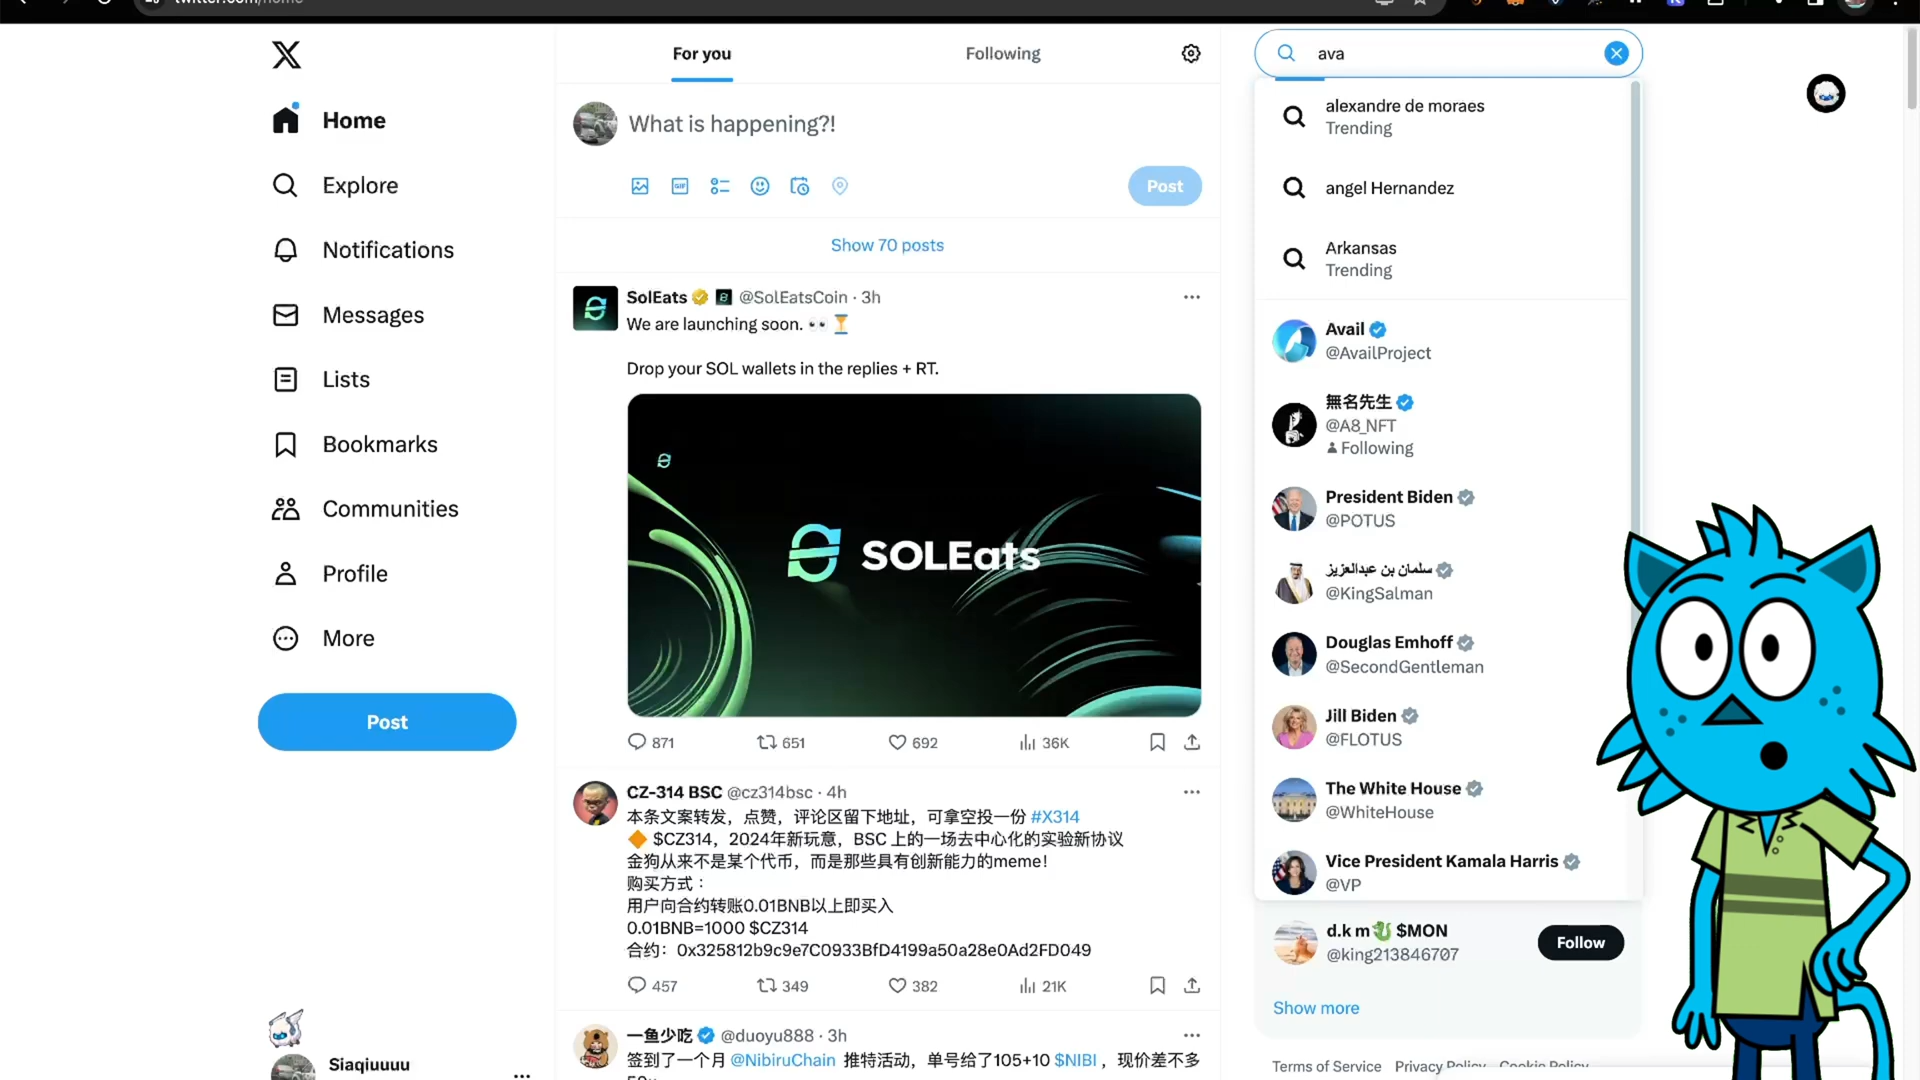 For you
Following
What is happening?!
GIF
Post
Show 70 posts
Home
Explore
Notifications
Messages
Lists
Bookmarks
Communities
Profile
More
Post
Siaqiuuuu
SolEats @SolEatsCoin · 3h
We are launching soon. 👀 ⏳
Drop your SOL wallets in the replies + RT.
SOLEats
871 651 692 36K
CZ-314 BSC @cz314bsc · 4h
本条文案转发，点赞，评论区留下地址，可拿空投一份 #X314
🔶 $CZ314，2024年新玩意，BSC 上的一场去中心化的实验新协议
金狗从来不是某个代币，而是那些具有创新能力的meme！
购买方式：
用户向合约转账0.01BNB以上即买入
0.01BNB=1000 $CZ314
合约：0x325812b9c9e7C0933BfD4199a50a28e0Ad2FD049
457 349 382 21K
一鱼少吃 @duoyu888 · 3h
签到了一个月 @NibiruChain 推特活动，单号给了105+10 $NIBI，现价差不多
ava
alexandre de moraes
Trending
angel Hernandez
Arkansas
Trending
Avail
@AvailProject
無名先生
@A8_NFT
Following
President Biden
@POTUS
سلمان بن عبدالعزيز
@KingSalman
Douglas Emhoff
@SecondGentleman
Jill Biden
@FLOTUS
The White House
@WhiteHouse
Vice President Kamala Harris
@VP
d.k m🐉 $MON
@king213846707
Follow
Show more
Terms of Service Privacy Policy Cookie Policy